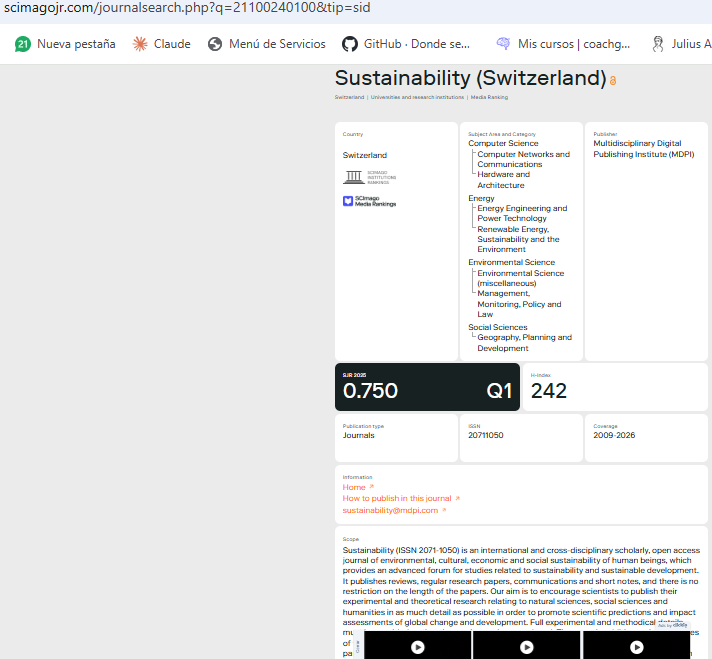 scimagojr.com/journalsearch.php?q=21100240100&tip=sid
21 Nueva pestaña Claude Menú de Servicios GitHub · Donde se... Mis cursos | coachg... Julius A
Sustainability (Switzerland)
Switzerland | Universities and research institutions | Media Ranking
Country
Switzerland
SCIMAGO
INSTITUTIONS
RANKINGS
SCImago
Media Rankings
Subject Area and Category
Computer Science
Computer Networks and
Communications
Hardware and
Architecture
Energy
Energy Engineering and
Power Technology
Renewable Energy,
Sustainability and the
Environment
Environmental Science
Environmental Science
(miscellaneous)
Management,
Monitoring, Policy and
Law
Social Sciences
Geography, Planning and
Development
Publisher
Multidisciplinary Digital
Publishing Institute (MDPI)
SJR 2025
0.750 Q1
H-Index
242
Publication type
Journals
ISSN
20711050
Coverage
2009-2026
Information
Home
How to publish in this journal
sustainability@mdpi.com
Scope
Sustainability (ISSN 2071-1050) is an international and cross-disciplinary scholarly, open access
journal of environmental, cultural, economic and social sustainability of human beings, which
provides an advanced forum for studies related to sustainability and sustainable development.
It publishes reviews, regular research papers, communications and short notes, and there is no
restriction on the length of the papers. Our aim is to encourage scientists to publish their
experimental and theoretical research relating to natural sciences, social sciences and
humanities in as much detail as possible in order to promote scientific predictions and impact
assessments of global change and development. Full experimental and methodical details
Ads by
of